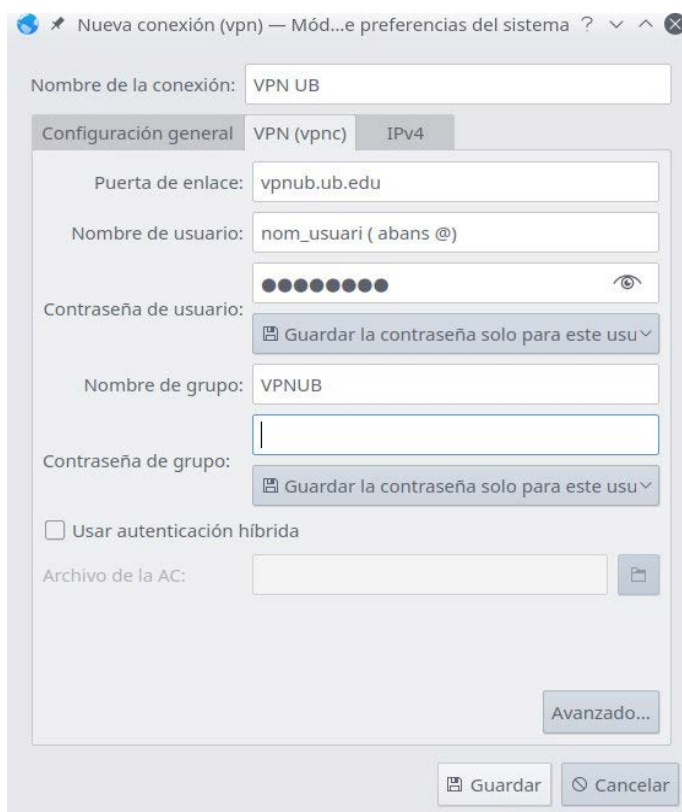 Nueva conexión (vpn) — Mód...e preferencias del sistema ?
Nombre de la conexión: VPN UB
Configuración general VPN (vpnc) IPv4
Puerta de enlace: vpnub.ub.edu
Nombre de usuario: nom_usuari ( abans @)
●●●●●●●●
Contraseña de usuario:
Guardar la contraseña solo para este usu
Nombre de grupo: VPNUB
Contraseña de grupo:
Guardar la contraseña solo para este usu
Usar autenticación híbrida
Archivo de la AC:
Avanzado...
Guardar Cancelar